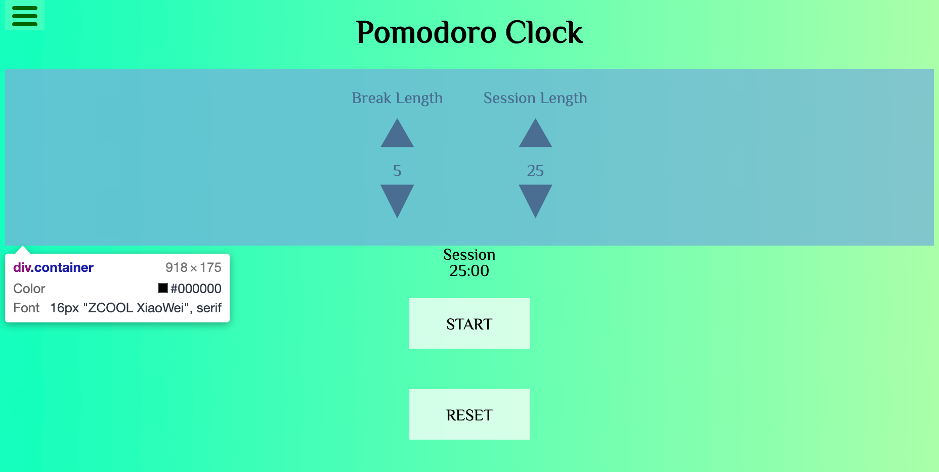 Pomodoro Clock
Break Length Session Length
5 25
Session
25:00
div.container 918 × 175
Color #000000
Font 16px "ZCOOL XiaoWei", serif
START
RESET